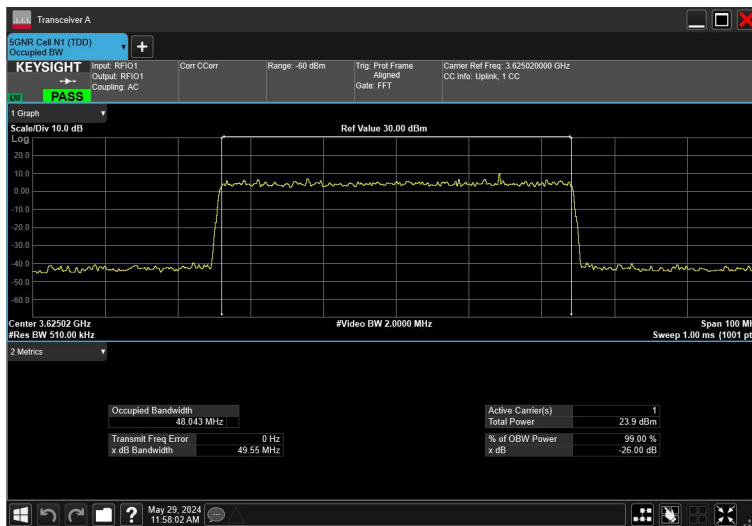 Transceiver A
5GNR Cell N1 (TDD)
Occupied BW
KEYSIGHT
Input: RFIO1
Output: RFIO1
Coupling: AC
Corr CCorr
Range: -60 dBm
Trig: Prot Frame
Aligned
Gate: FFT
Carrier Ref Freq: 3.625020000 GHz
CC Info: Uplink, 1 CC
LXI
PASS
1 Graph
Scale/Div 10.0 dB
Ref Value 30.00 dBm
Log
20.0
10.0
0.00
-10.0
-20.0
-30.0
-40.0
-50.0
-60.0
Center 3.62502 GHz
#Video BW 2.0000 MHz
Span 100 M
#Res BW 510.00 kHz
Sweep 1.00 ms (1001 pt
2 Metrics
Occupied Bandwidth
48.043 MHz
Transmit Freq Error 0 Hz
x dB Bandwidth 49.55 MHz
Active Carrier(s) 1
Total Power 23.9 dBm
% of OBW Power 99.00 %
x dB -26.00 dB
?
May 29, 2024
11:58:02 AM